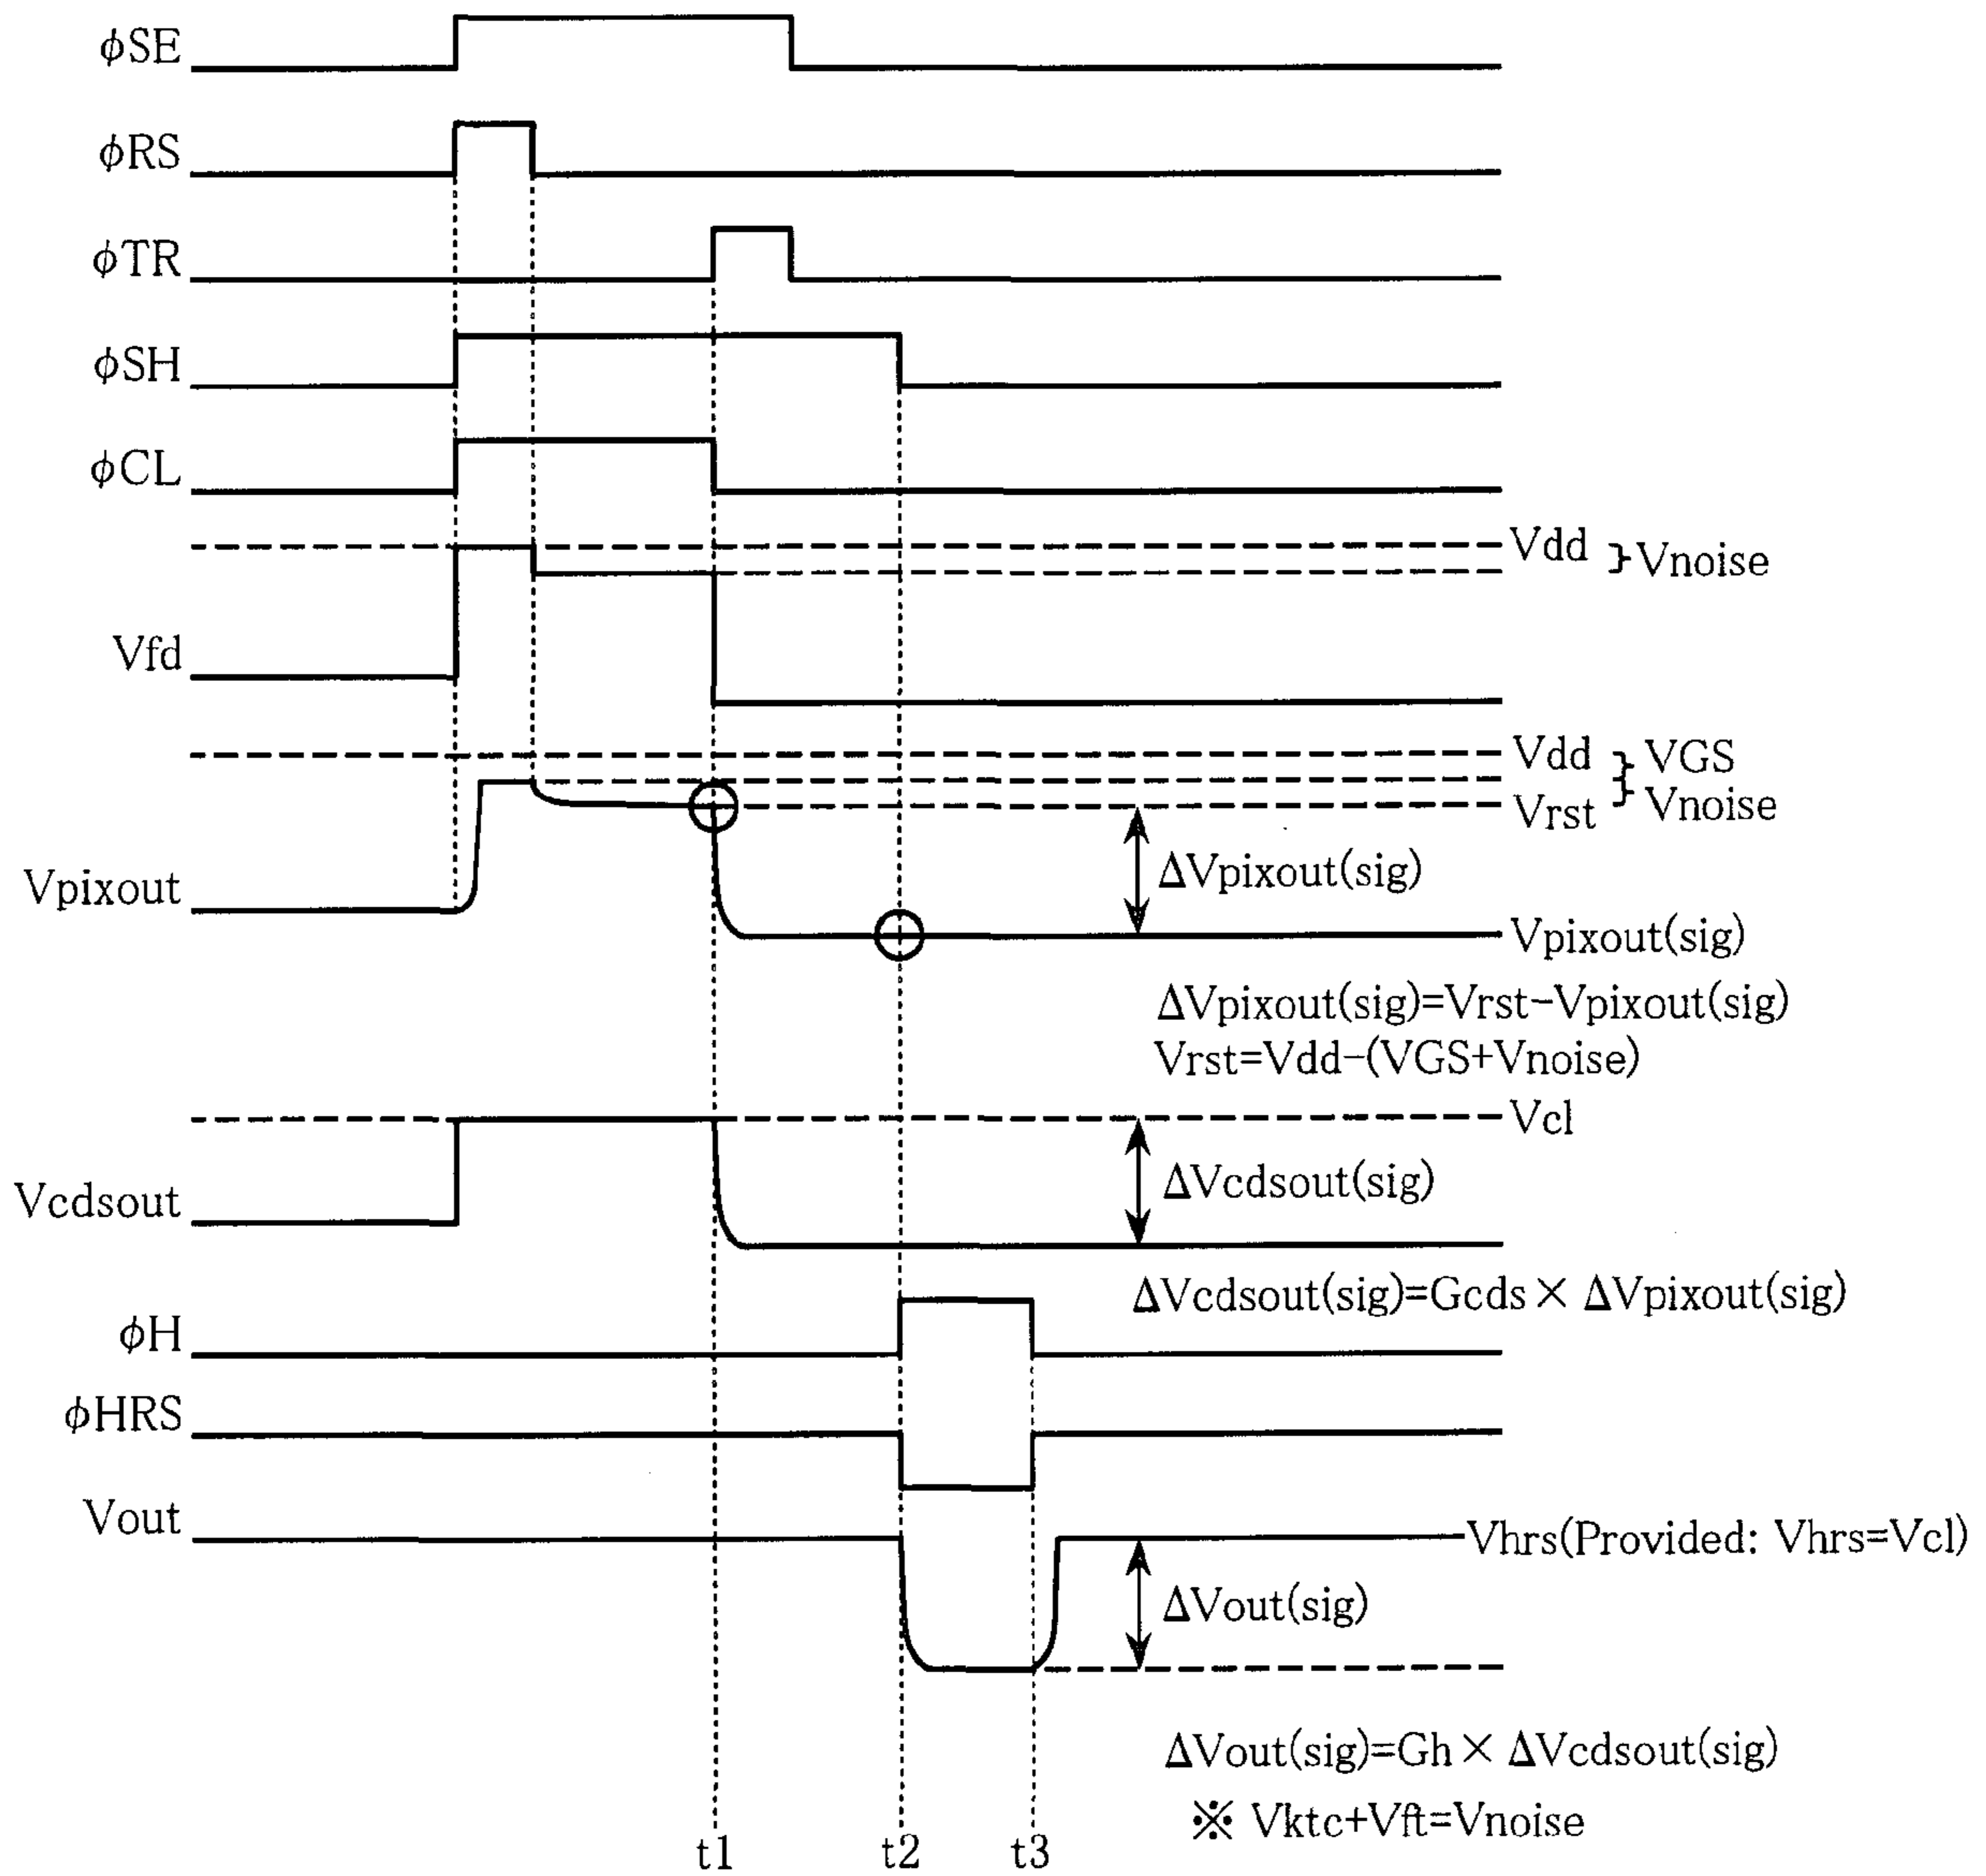 ϕSE
ϕRS
ϕTR
ϕSH
ϕCL
Vdd
}Vnoise
Vfd
Vdd
} VGS
Vrst
} Vnoise
ΔVpixout(sig)
Vpixout
Vpixout(sig)
ΔVpixout(sig)=Vrst-Vpixout(sig)
Vrst=Vdd-(VGS+Vnoise)
Vcl
ΔVcdsout(sig)
Vcdsout
ΔVcdsout(sig)=Gcds× ΔVpixout(sig)
ϕH
ϕHRS
Vout
Vhrs(Provided: Vhrs=Vcl)
ΔVout(sig)
ΔVout(sig)=Gh× ΔVcdsout(sig)
※ Vktc+Vft=Vnoise
t1 t2 t3